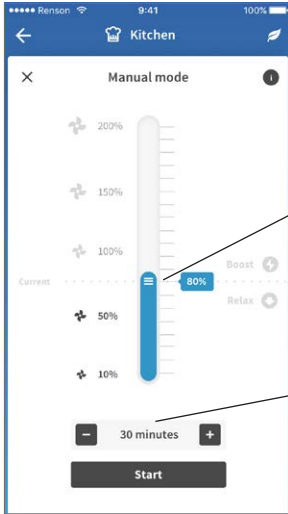 Renson 9:41 100%
Kitchen
Manual mode i
200%
150%
100%
Boost
Current 80%
Relax
50%
10%
- 30 minutes +
Start